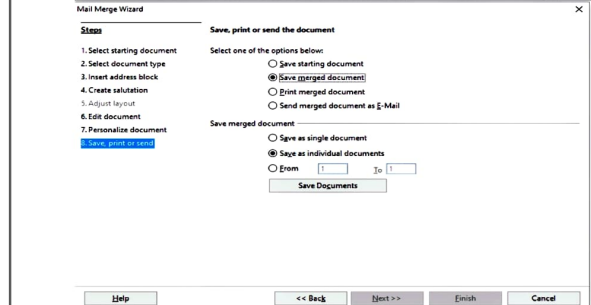 Mail Merge Wizard
Steps
1. Select starting document
2. Select document type
3. Insert address block
4. Create salutation
5. Adjust layout
6. Edit document
7. Personalize document
8. Save, print or send
Save, print or send the document
Select one of the options below:
Save starting document
Save merged document
Print merged document
Send merged document as E-Mail
Save merged document
Save as single document
Save as individual documents
From 1 To 1
Save Documents
Help << Back Next >> Finish Cancel